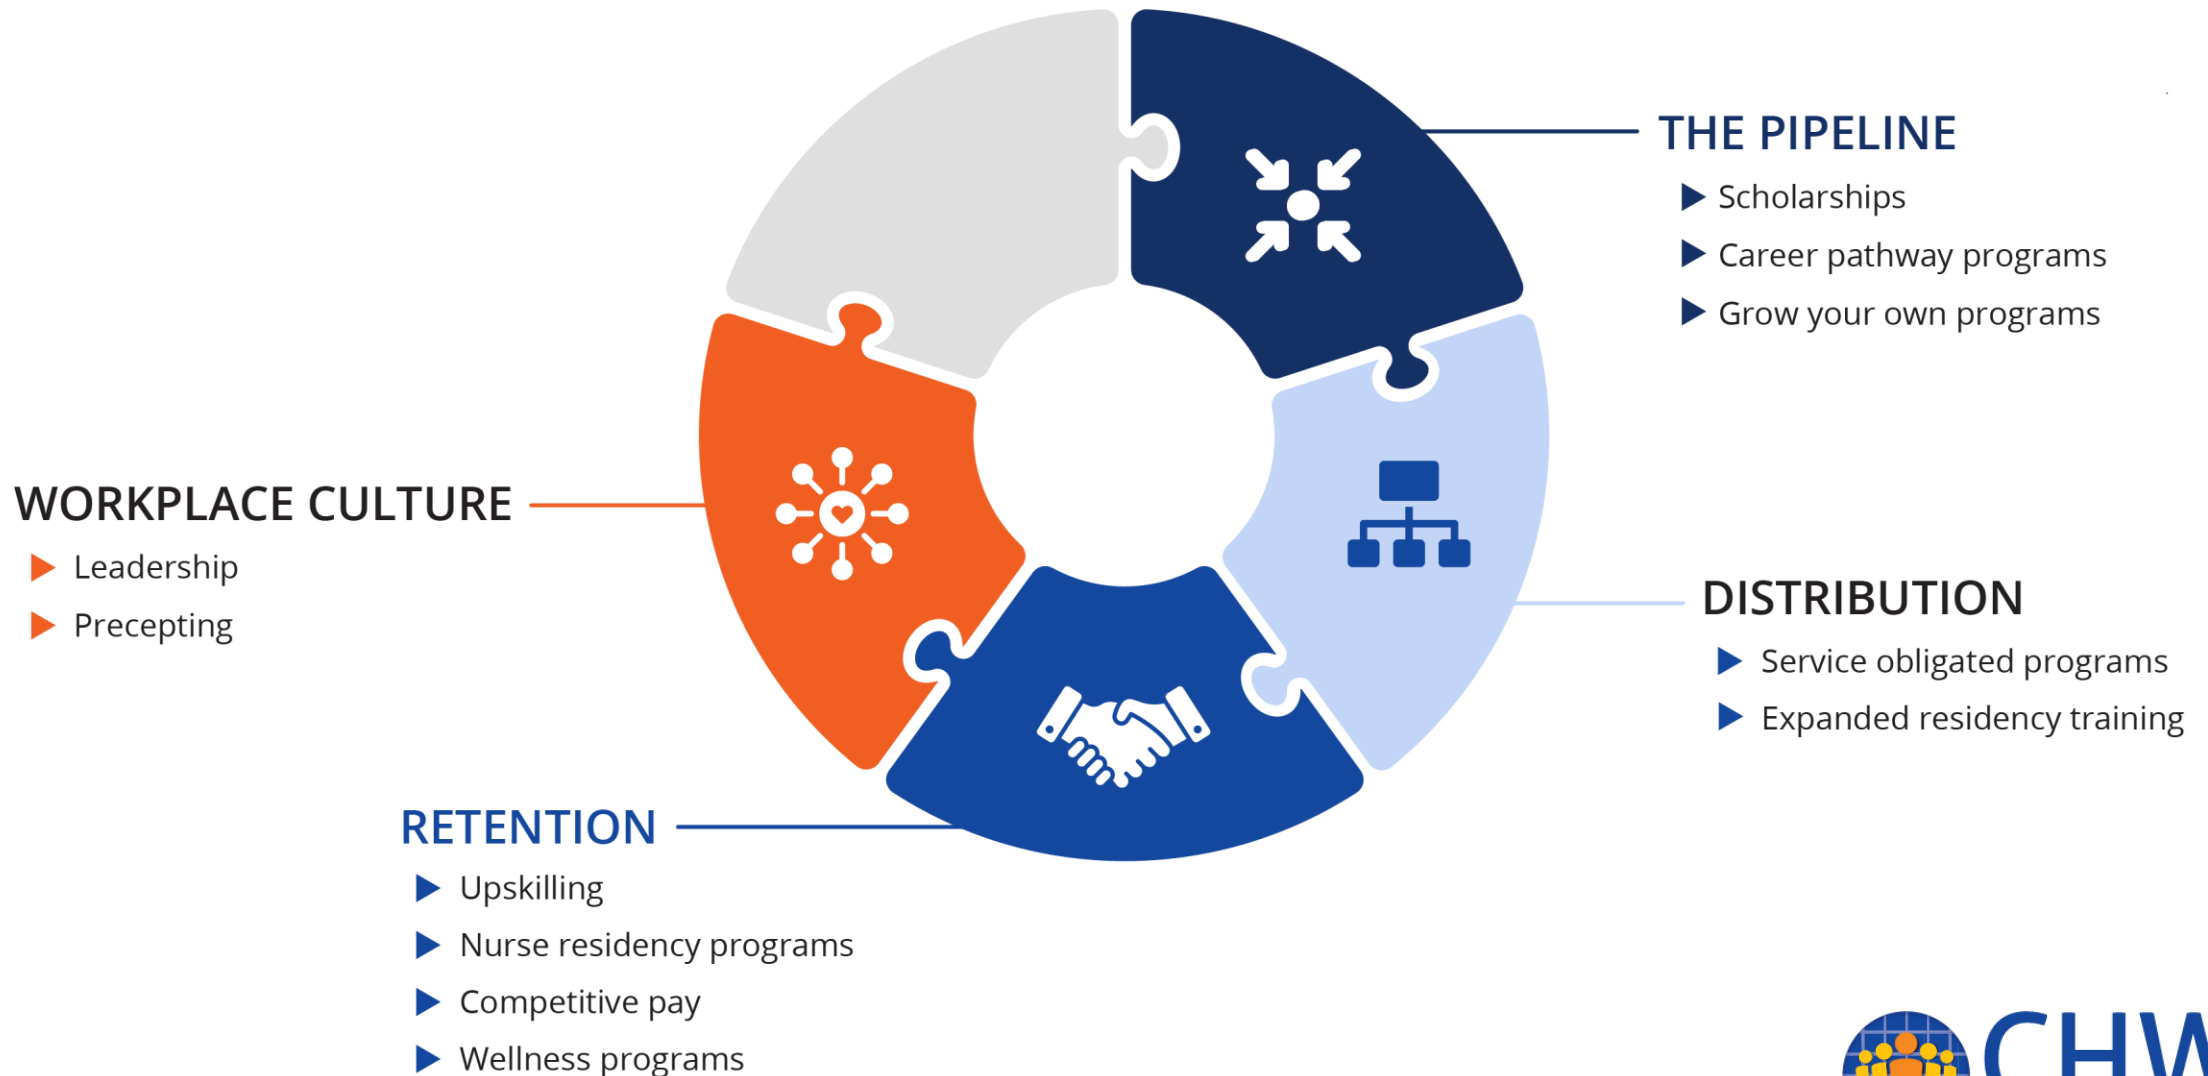 THE PIPELINE
Scholarships
Career pathway programs
Grow your own programs
WORKPLACE CULTURE
Leadership
Precepting
DISTRIBUTION
Service obligated programs
Expanded residency training
RETENTION
Upskilling
Nurse residency programs
Competitive pay
Wellness programs
CHW